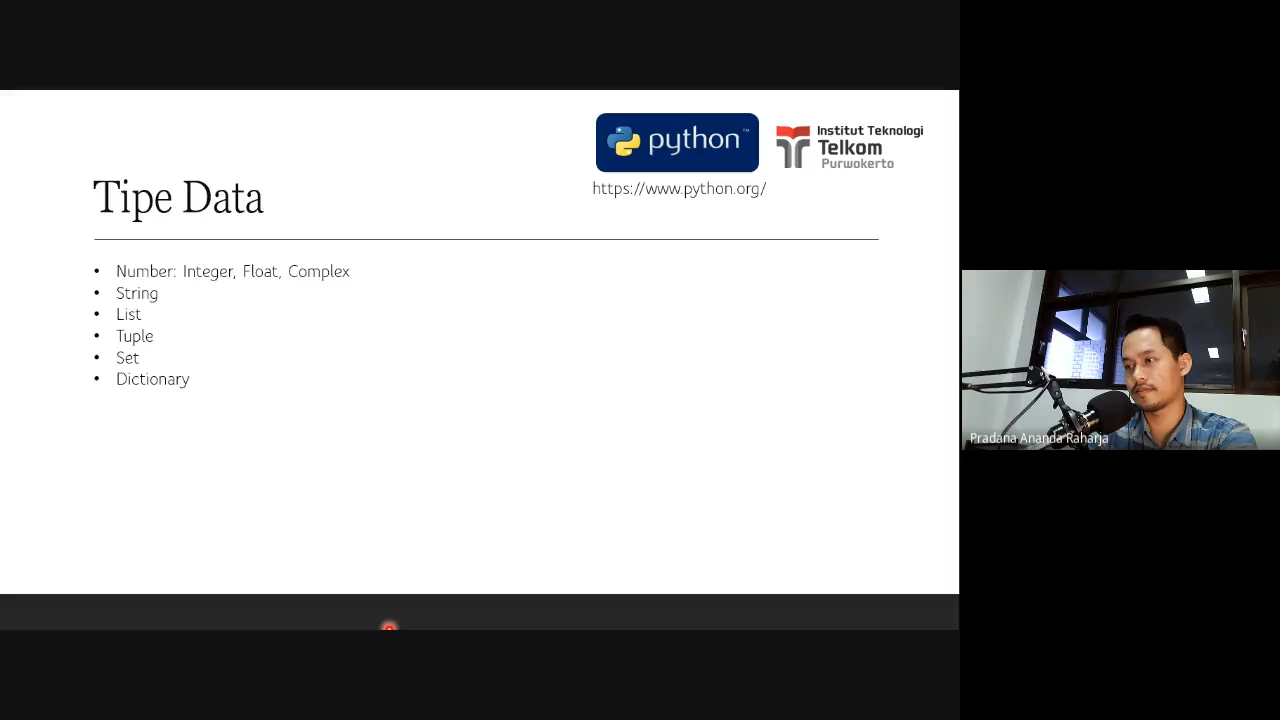 python™
Institut Teknologi
Telkom
Purwokerto
https://www.python.org/
Tipe Data
• Number: Integer, Float, Complex
• String
• List
• Tuple
• Set
• Dictionary
Pradana Ananda Raharja